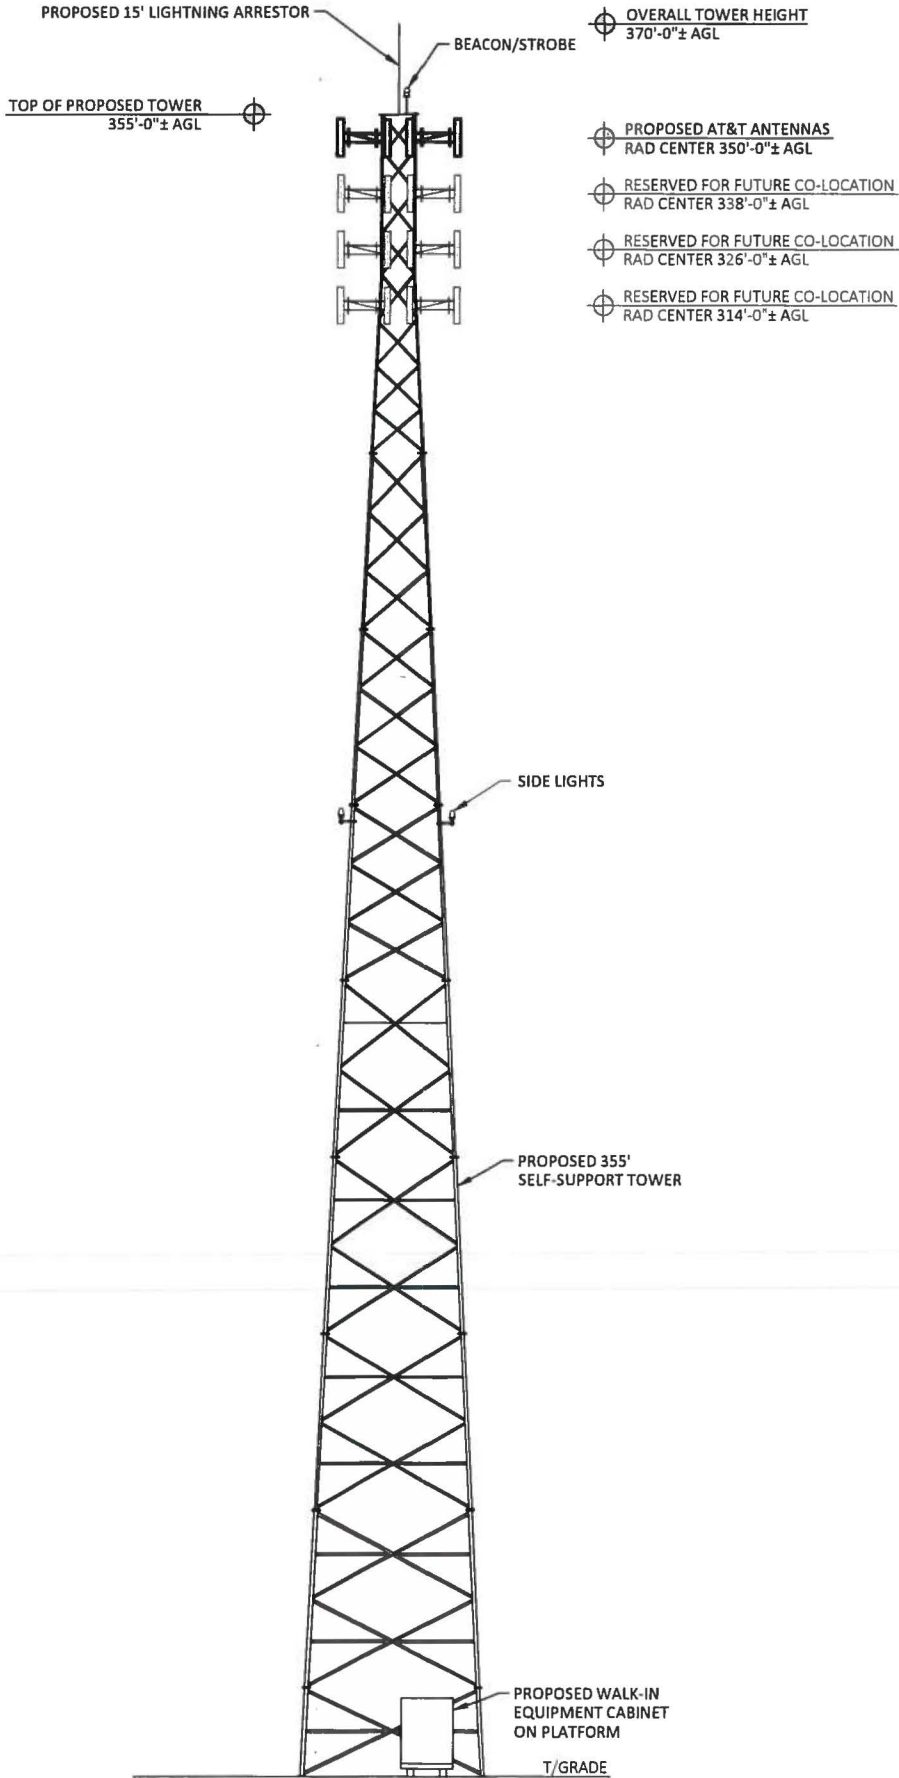 PROPOSED 15' LIGHTNING ARRESTOR
OVERALL TOWER HEIGHT
370'-0"± AGL
BEACON/STROBE
TOP OF PROPOSED TOWER
355'-0"± AGL
PROPOSED AT&T ANTENNAS
RAD CENTER 350'-0"± AGL
RESERVED FOR FUTURE CO-LOCATION
RAD CENTER 338'-0"± AGL
RESERVED FOR FUTURE CO-LOCATION
RAD CENTER 326'-0"± AGL
RESERVED FOR FUTURE CO-LOCATION
RAD CENTER 314'-0"± AGL
SIDE LIGHTS
PROPOSED 355'
SELF-SUPPORT TOWER
PROPOSED WALK-IN
EQUIPMENT CABINET
ON PLATFORM
T/GRADE